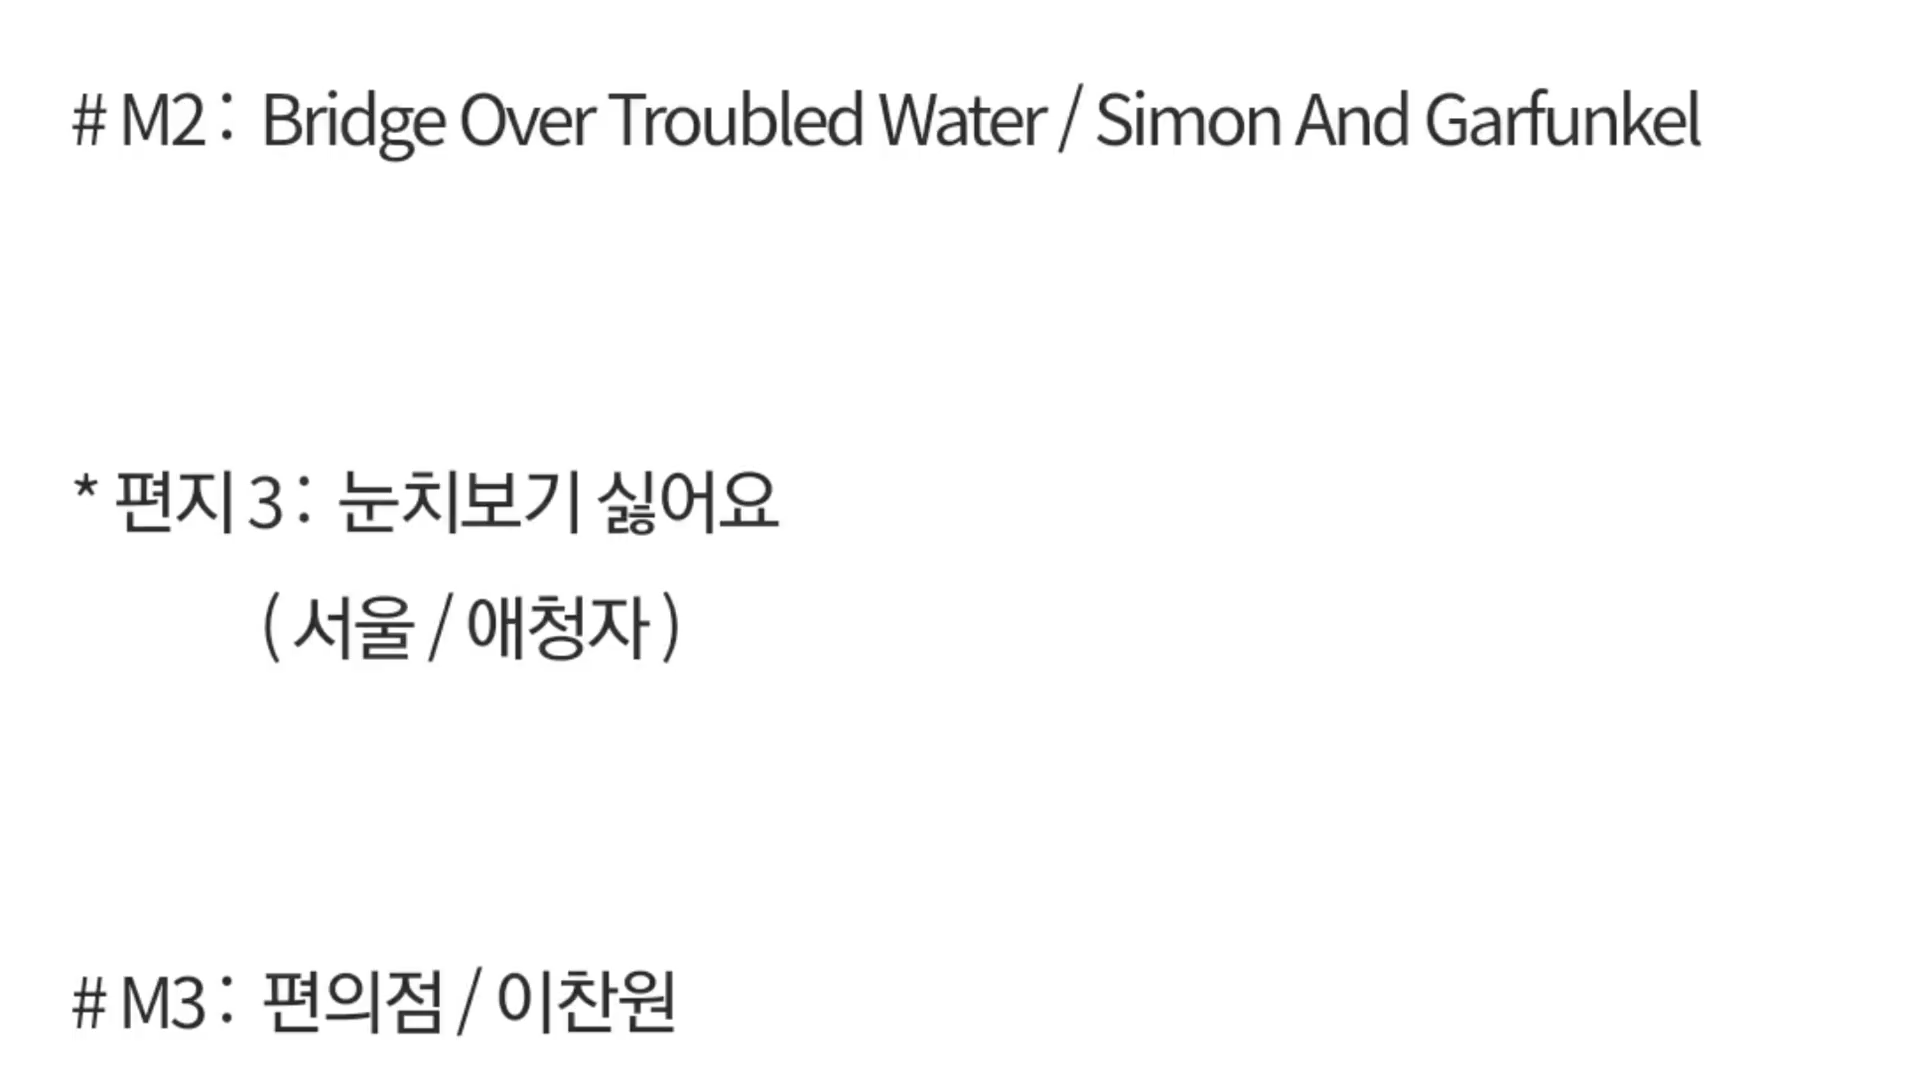 # M2 : Bridge Over Troubled Water / Simon And Garfunkel
* 편지 3 : 눈치보기 싫어요
( 서울 / 애청자 )
# M3 : 편의점 / 이찬원